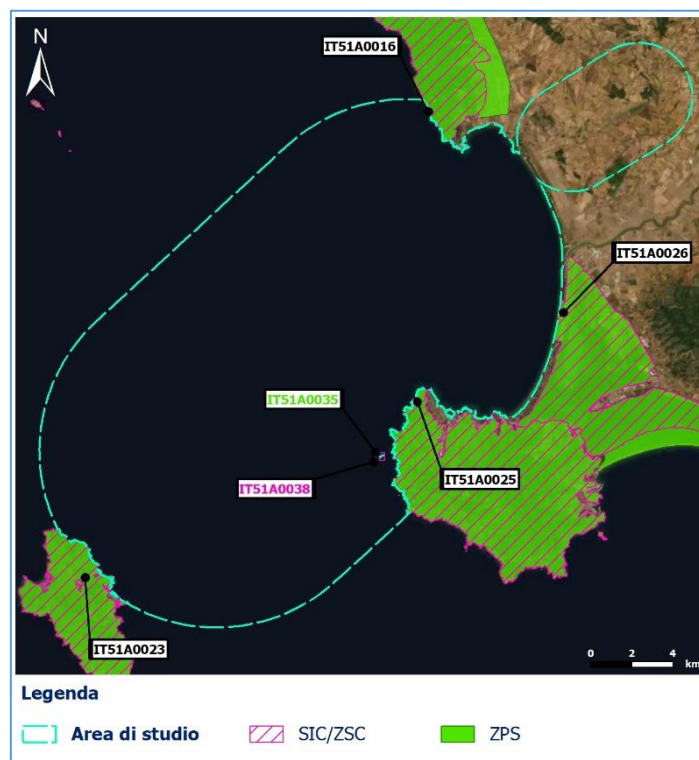 N
IT51A0016
IT51A0026
IT51A0035
IT51A0038
IT51A0025
IT51A0023
0 2 4
km
Legenda
Area di studio SIC/ZSC ZPS